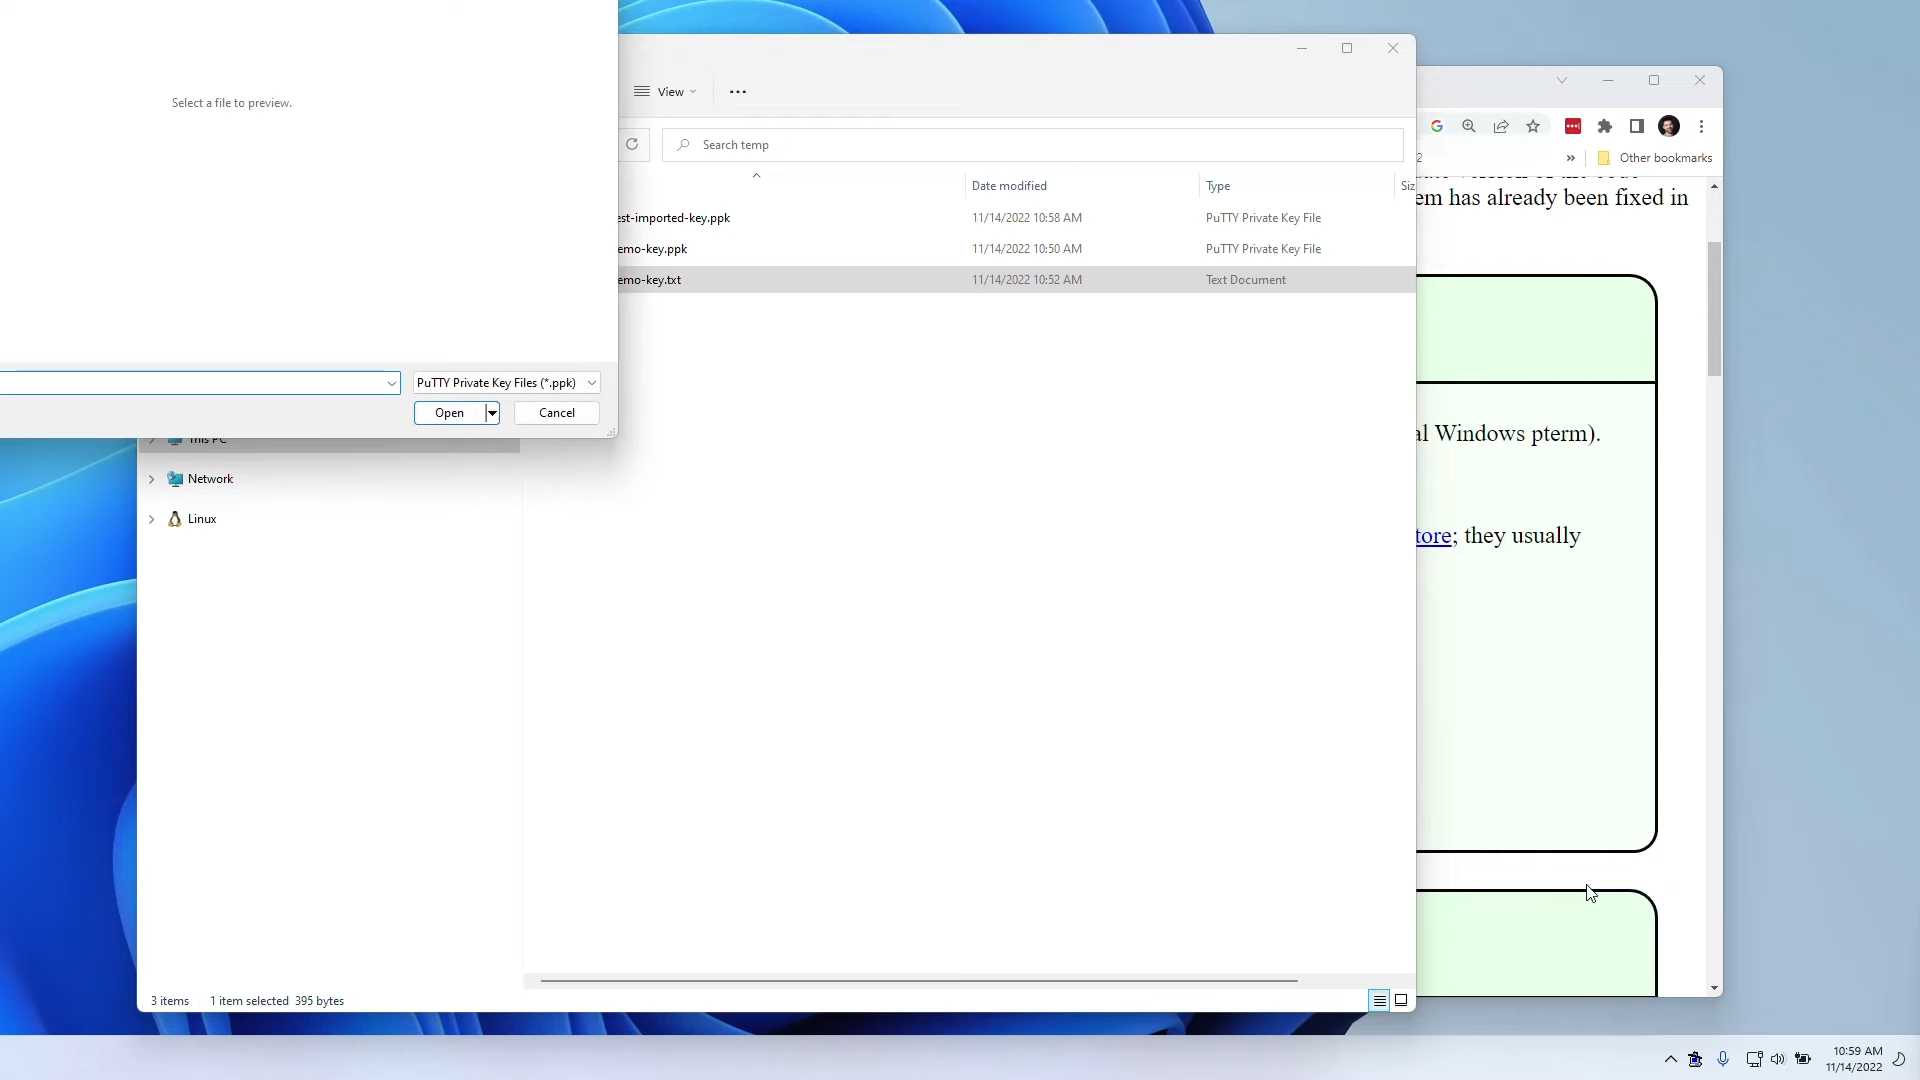 Select a file to preview.
View
Search temp
em has already been fixed in
Other bookmarks
Date modified
Type
Siz
est-imported-key.ppk
11/14/2022 10:58 AM
PuTTY Private Key File
emo-key.ppk
11/14/2022 10:50 AM
PuTTY Private Key File
emo-key.txt
11/14/2022 10:52 AM
Text Document
PuTTY Private Key Files (*.ppk)
Open
Cancel
al Windows pterm).
This PC
Network
Linux
tore; they usually
3 items
1 item selected 395 bytes
10:59 AM
11/14/2022